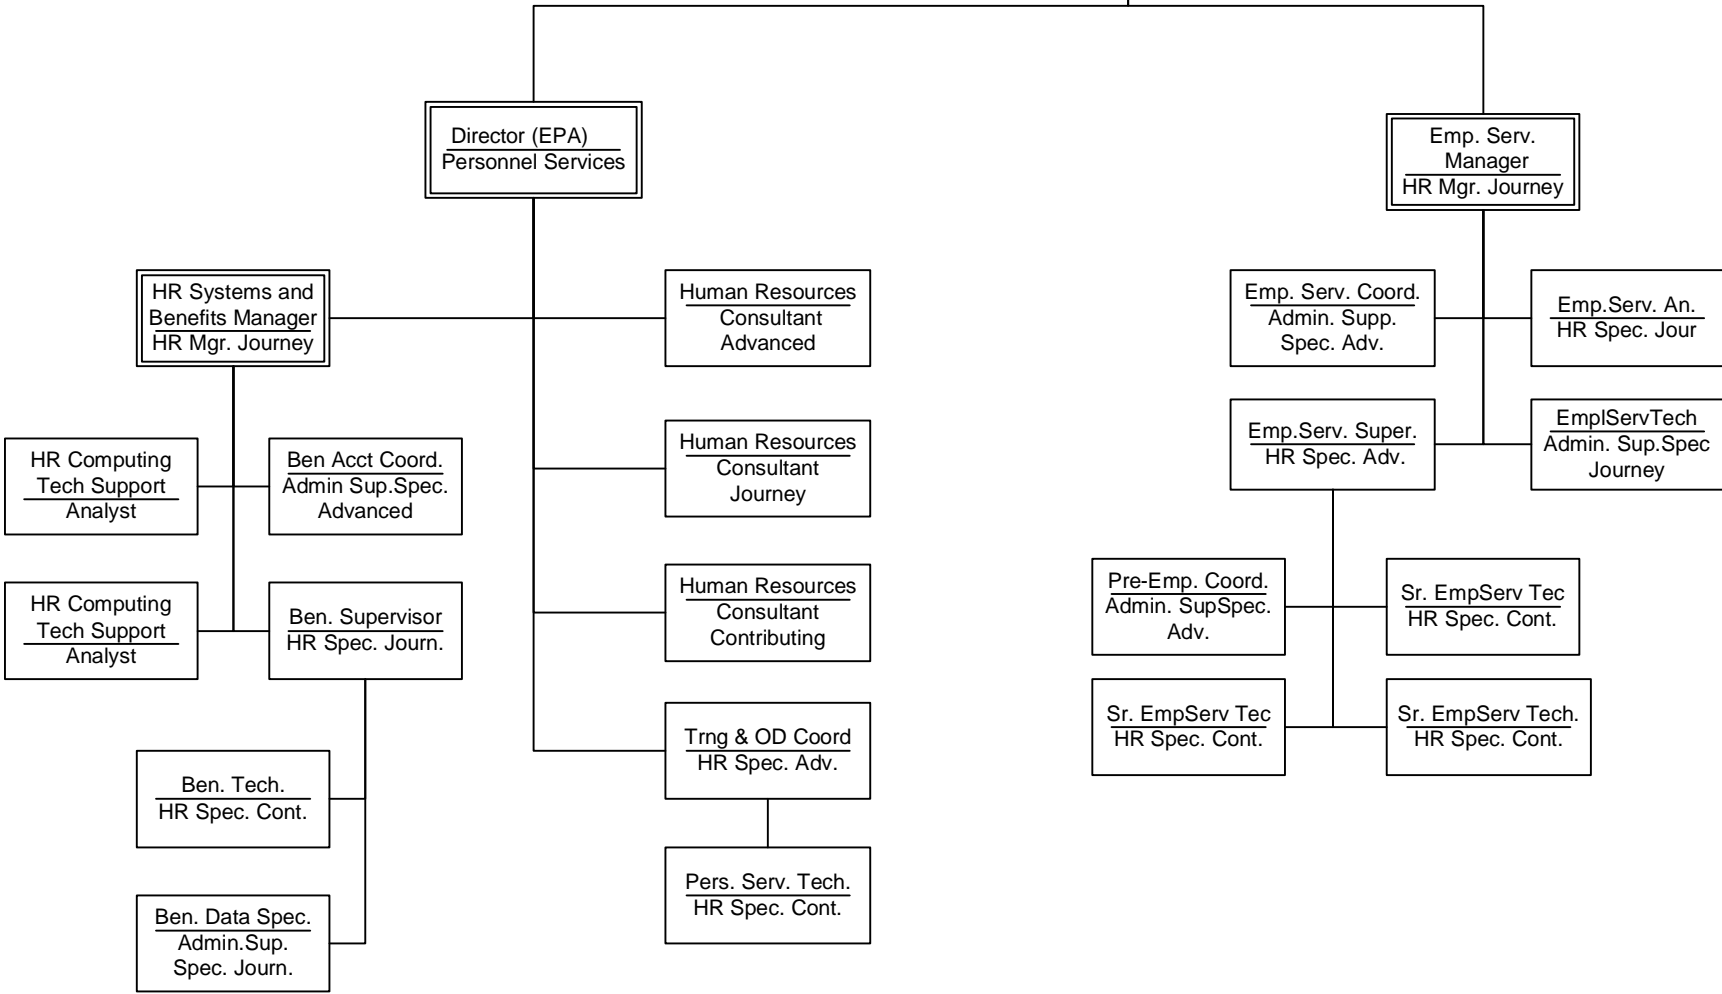 Director (EPA)
Personnel Services
Emp. Serv.
Manager
HR Mgr. Journey
HR Systems and
Benefits Manager
HR Mgr. Journey
Human Resources
Consultant
Advanced
Emp. Serv. Coord.
Admin. Supp.
Spec. Adv.
Emp.Serv. An.
HR Spec. Jour
HR Computing
Tech Support
Analyst
Ben Acct Coord.
Admin Sup.Spec.
Advanced
Human Resources
Consultant
Journey
Emp.Serv. Super.
HR Spec. Adv.
EmplServTech
Admin. Sup.Spec
Journey
HR Computing
Tech Support
Analyst
Ben. Supervisor
HR Spec. Journ.
Human Resources
Consultant
Contributing
Pre-Emp. Coord.
Admin. SupSpec.
Adv.
Sr. EmpServ Tec
HR Spec. Cont.
Trng & OD Coord
HR Spec. Adv.
Sr. EmpServ Tec
HR Spec. Cont.
Sr. EmpServ Tech.
HR Spec. Cont.
Ben. Tech.
HR Spec. Cont.
Pers. Serv. Tech.
HR Spec. Cont.
Ben. Data Spec.
Admin.Sup.
Spec. Journ.